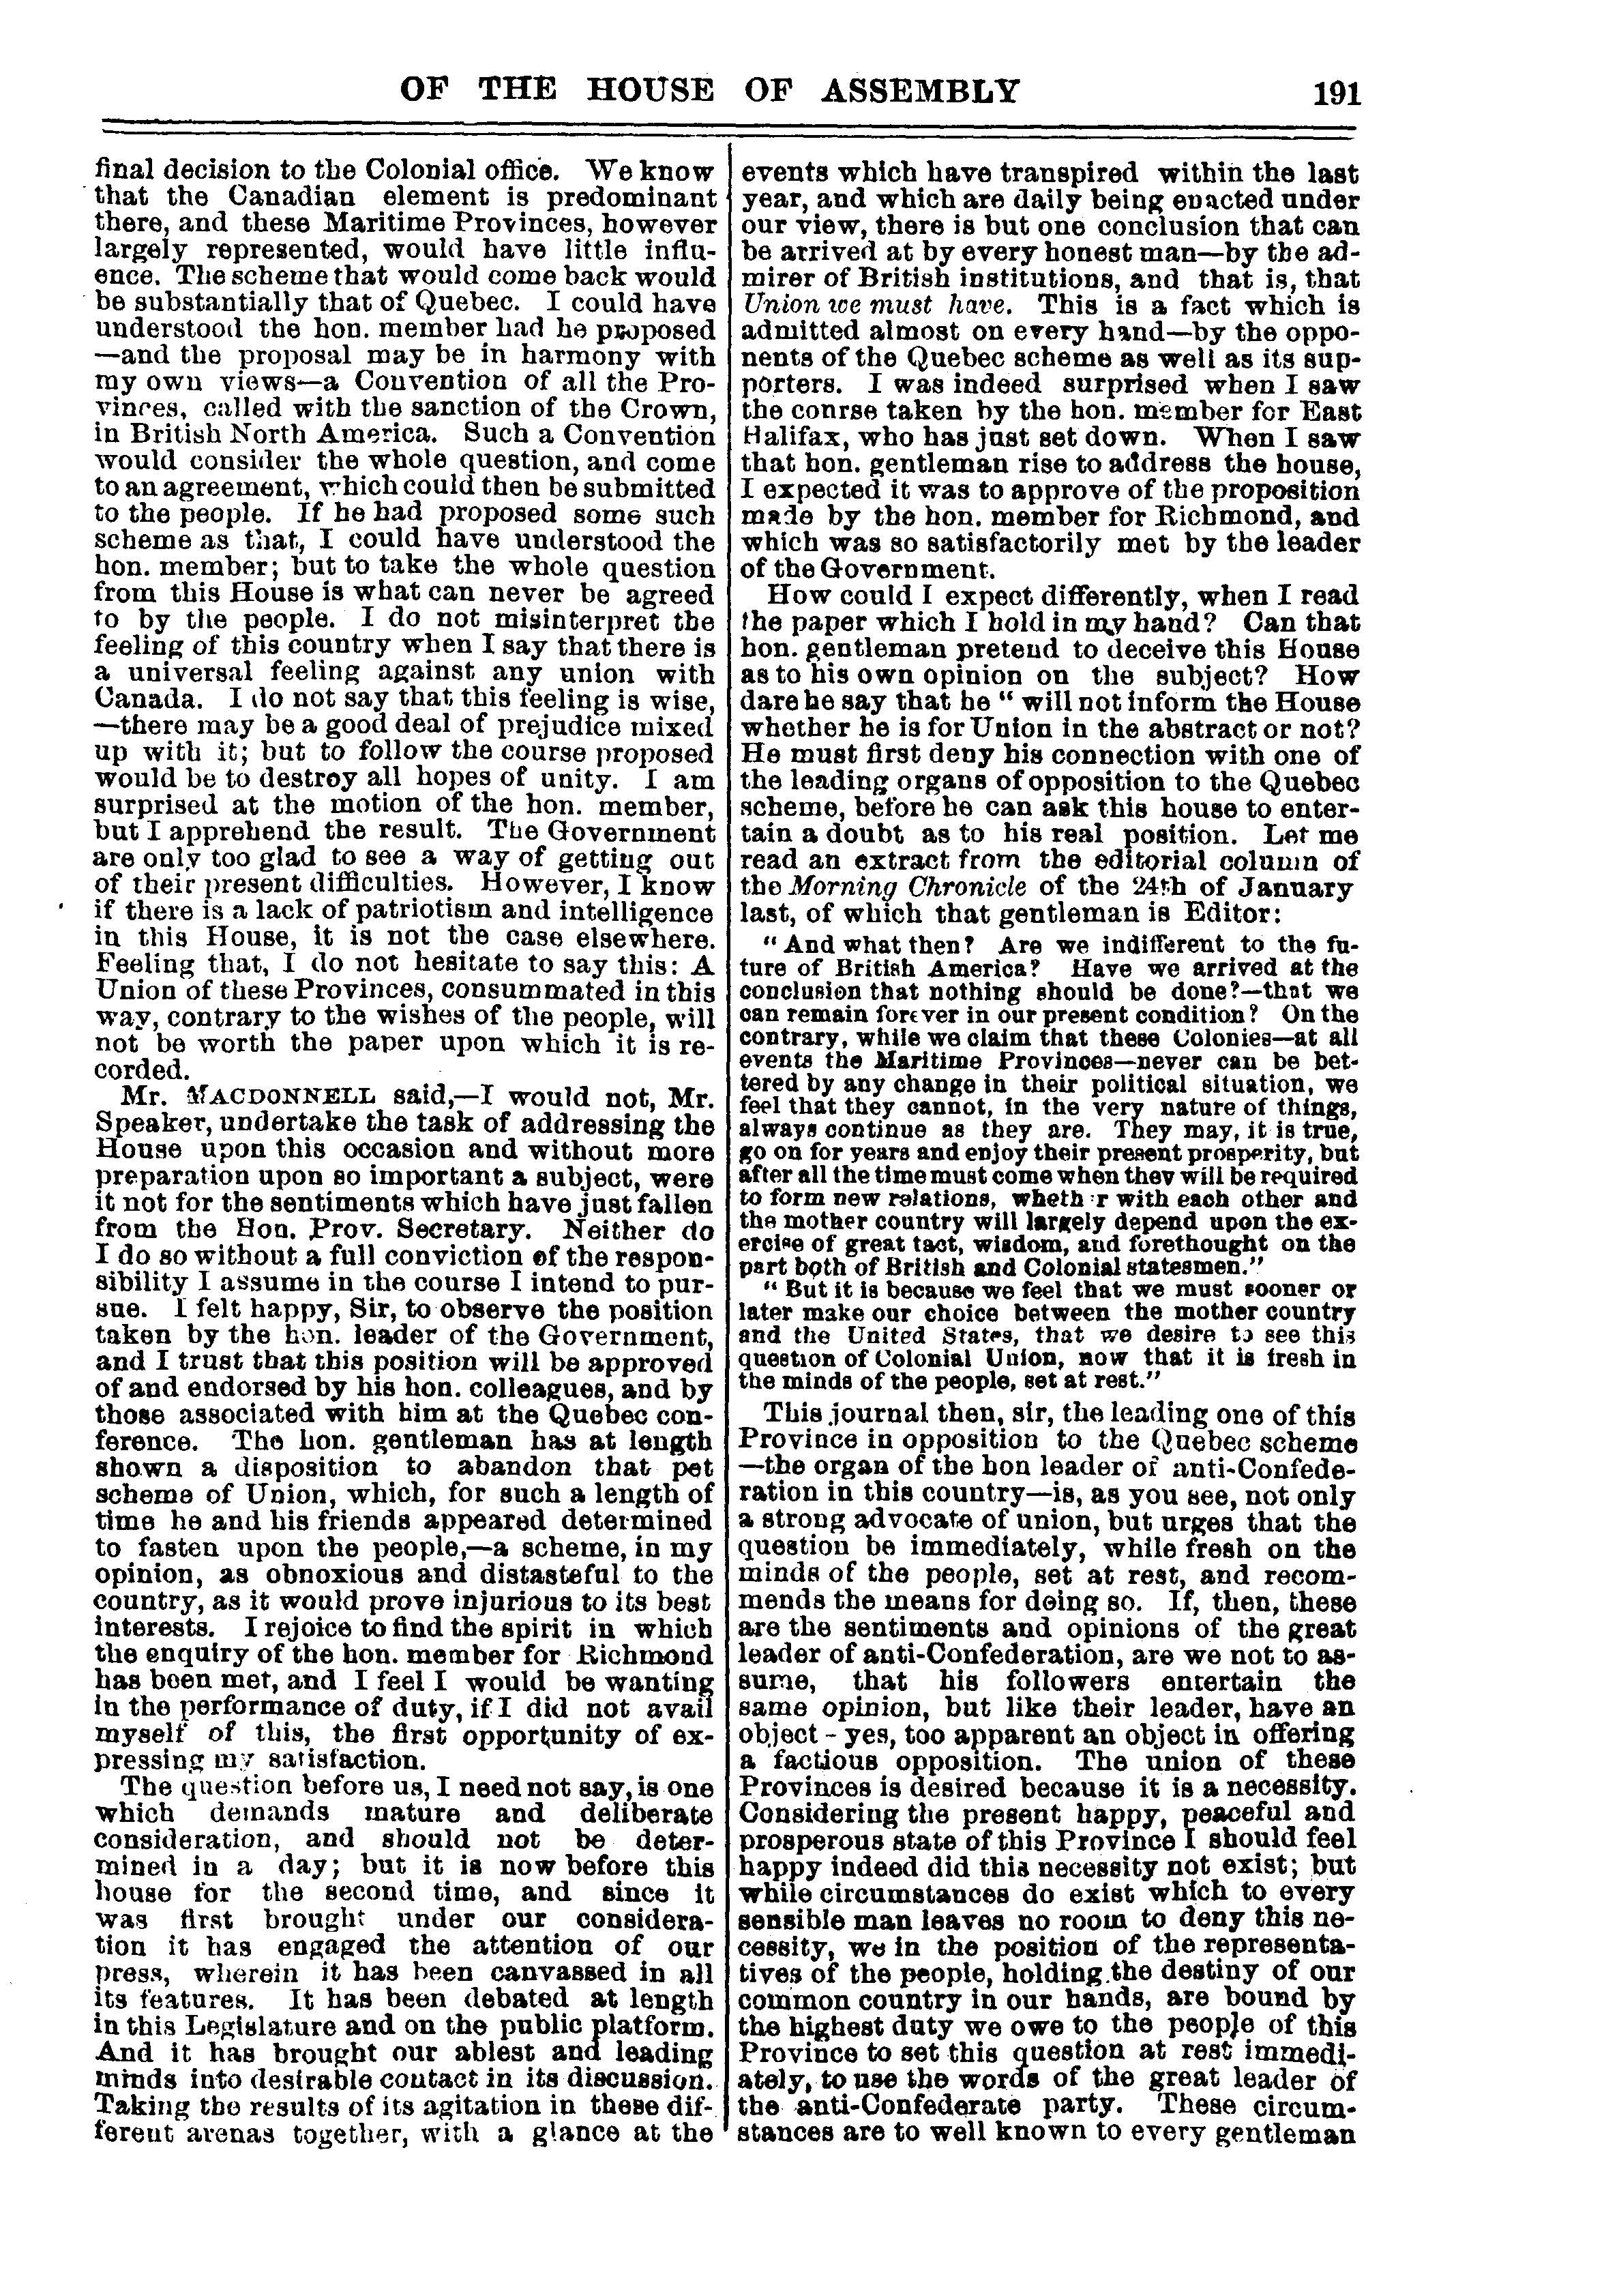 OF THE HOUSE OF ASSEMBLY 191
final decision to the Colonial office. We know
that the Canadian element is predominant
there, and these Maritime Provinces, however
largely represented, would have little influ-
ence. The scheme that would come back would
be substantially that of Quebec. I could have
understood the hon. member had he proposed
—and the proposal may be in harmony with
my own views—a Convention of all the Pro-
vinces, called with the sanction of the Crown,
in British North America. Such a Convention
would consider the whole question, and come
to an agreement, which could then be submitted
to the people. If he had proposed some such
scheme as that, I could have understood the
hon. member; but to take the whole question
from this House is what can never be agreed
to by the people. I do not misinterpret the
feeling of this country when I say that there is
a universal feeling against any union with
Canada. I do not say that this feeling is wise,
—there may be a good deal of prejudice mixed
up with it; but to follow the course proposed
would be to destroy all hopes of unity. I am
surprised at the motion of the hon. member,
but I apprehend the result. The Government
are only too glad to see a way of getting out
of their present difficulties. However, I know
if there is a lack of patriotism and intelligence
in this House, it is not the case elsewhere.
Feeling that, I do not hesitate to say this: A
Union of these Provinces, consummated in this
way, contrary to the wishes of the people, will
not be worth the paper upon which it is re-
corded.
Mr. MACDONNELL said,—I would not, Mr.
Speaker, undertake the task of addressing the
House upon this occasion and without more
preparation upon so important a subject, were
it not for the sentiments which have just fallen
from the Hon. Prov. Secretary. Neither do
I do so without a full conviction of the respon-
sibility I assume in the course I intend to pur-
sue. I felt happy, Sir, to observe the position
taken by the hon. leader of the Government,
and I trust that this position will be approved
of and endorsed by his hon. colleagues, and by
those associated with him at the Quebec con-
ference. The hon. gentleman has at length
shown a disposition to abandon that pet
scheme of Union, which, for such a length of
time he and his friends appeared determined
to fasten upon the people,—a scheme, in my
opinion, as obnoxious and distasteful to the
country, as it would prove injurious to its best
interests. I rejoice to find the spirit in which
the enquiry of the hon. member for Richmond
has been met, and I feel I would be wanting
in the performance of duty, if I did not avail
myself of this, the first opportunity of ex-
pressing my satisfaction.
The question before us, I need not say, is one
which demands mature and deliberate
consideration, and should not be deter-
mined in a day; but it is now before this
house for the second time, and since it
was first brought under our considera-
tion it has engaged the attention of our
press, wherein it has been canvassed in all
its features. It has been debated at length
in this Legislature and on the public platform.
And it has brought our ablest and leading
minds into desirable contact in its discussion.
Taking the results of its agitation in these dif-
ferent arenas together, with a glance at the
events which have transpired within the last
year, and which are daily being enacted under
our view, there is but one conclusion that can
be arrived at by every honest man—by the ad-
mirer of British institutions, and that is, that
Union we must have. This is a fact which is
admitted almost on every hand—by the oppo-
nents of the Quebec scheme as well as its sup-
porters. I was indeed surprised when I saw
the conrse taken by the hon. member for East
Halifax, who has just set down. When I saw
that hon. gentleman rise to address the house,
I expected it was to approve of the proposition
made by the hon. member for Richmond, and
which was so satisfactorily met by the leader
of the Government.
How could I expect differently, when I read
the paper which I hold in my hand? Can that
hon. gentleman pretend to deceive this House
as to his own opinion on the subject? How
dare he say that he " will not inform the House
whether he is for Union in the abstract or not?
He must first deny his connection with one of
the leading organs of opposition to the Quebec
scheme, before he can ask this house to enter-
tain a doubt as to his real position. Let me
read an extract from the editorial column of
the Morning Chronicle of the 24th of January
last, of which that gentleman is Editor:
" And what then? Are we indifferent to the fu-
ture of British America? Have we arrived at the
conclusion that nothing should be done?—that we
can remain forever in our present condition? On the
contrary, while we claim that these Colonies—at all
events the Maritime Provinces—never can be bet-
tered by any change in their political situation, we
feel that they cannot, in the very nature of things,
always continue as they are. They may, it is true,
go on for years and enjoy their present prosperity, but
after all the time must come when they will be required
to form new relations, whether with each other and
the mother country will largely depend upon the ex-
ercise of great tact, wisdom, and forethought on the
part both of British and Colonial statesmen."
" But it is because we feel that we must sooner or
later make our choice between the mother country
and the United States, that we desire to see this
question of Colonial Union, now that it is fresh in
the minds of the people, set at rest."
This journal then, sir, the leading one of this
Province in opposition to the Quebec scheme
—the organ of the hon leader of anti-Confede-
ration in this country—is, as you see, not only
a strong advocate of union, but urges that the
question be immediately, while fresh on the
minds of the people, set at rest, and recom-
mends the means for doing so. If, then, these
are the sentiments and opinions of the great
leader of anti-Confederation, are we not to as-
sume, that his followers entertain the
same opinion, but like their leader, have an
object - yes, too apparent an object in offering
a factious opposition. The union of these
Provinces is desired because it is a necessity.
Considering the present happy, peaceful and
prosperous state of this Province I should feel
happy indeed did this necessity not exist; but
while circumstances do exist which to every
sensible man leaves no room to deny this ne-
cessity, we in the position of the representa-
tives of the people, holding the destiny of our
common country in our hands, are bound by
the highest duty we owe to the people of this
Province to set this question at rest immedi-
ately, to use the words of the great leader of
the anti-Confederate party. These circum-
stances are to well known to every gentleman